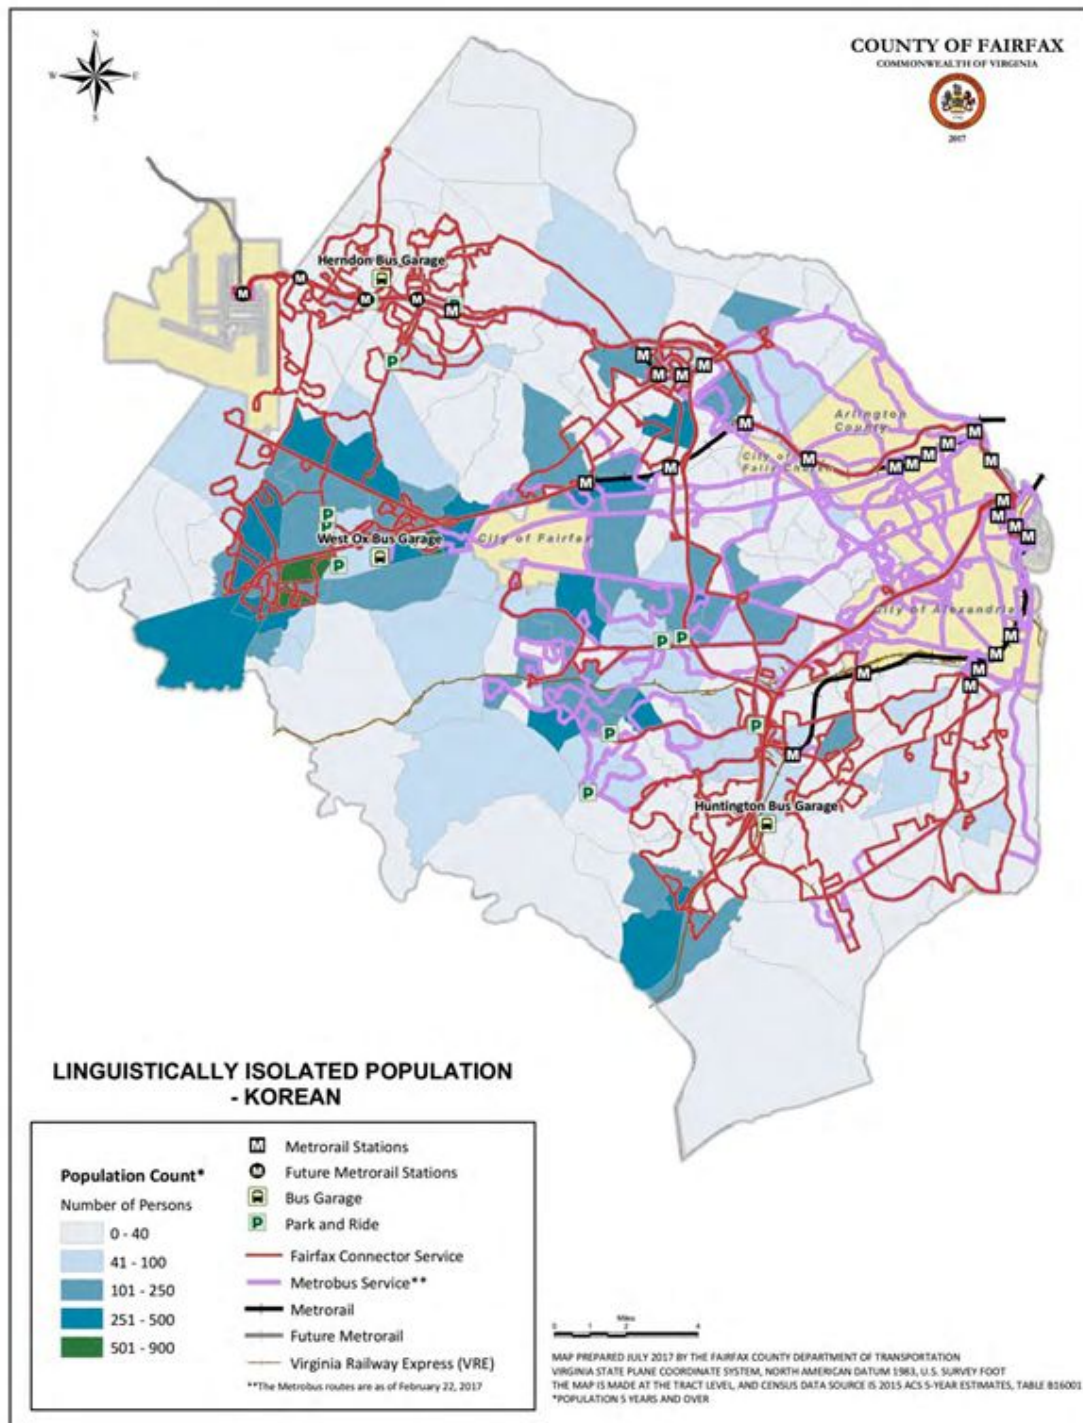 N
W
E
S
COUNTY OF FAIRFAX
COMMONWEALTH OF VIRGINIA
2017
Herndon Bus Garage
Arlington
County
City of
Falls Church
West Ox Bus Garage
City of Fairfax
City of Alexandria
Huntington Bus Garage
LINGUISTICALLY ISOLATED POPULATION
- KOREAN
Population Count*
Number of Persons
0 - 40
41 - 100
101 - 250
251 - 500
501 - 900
M Metrorail Stations
M Future Metrorail Stations
Bus Garage
P Park and Ride
Fairfax Connector Service
Metrobus Service**
Metrorail
Future Metrorail
Virginia Railway Express (VRE)
**The Metrobus routes are as of February 22, 2017
Miles
0 1 2 4
MAP PREPARED JULY 2017 BY THE FAIRFAX COUNTY DEPARTMENT OF TRANSPORTATION
VIRGINIA STATE PLANE COORDINATE SYSTEM, NORTH AMERICAN DATUM 1983, U.S. SURVEY FOOT
THE MAP IS MADE AT THE TRACT LEVEL, AND CENSUS DATA SOURCE IS 2015 ACS 5-YEAR ESTIMATES, TABLE B16001
*POPULATION 5 YEARS AND OVER